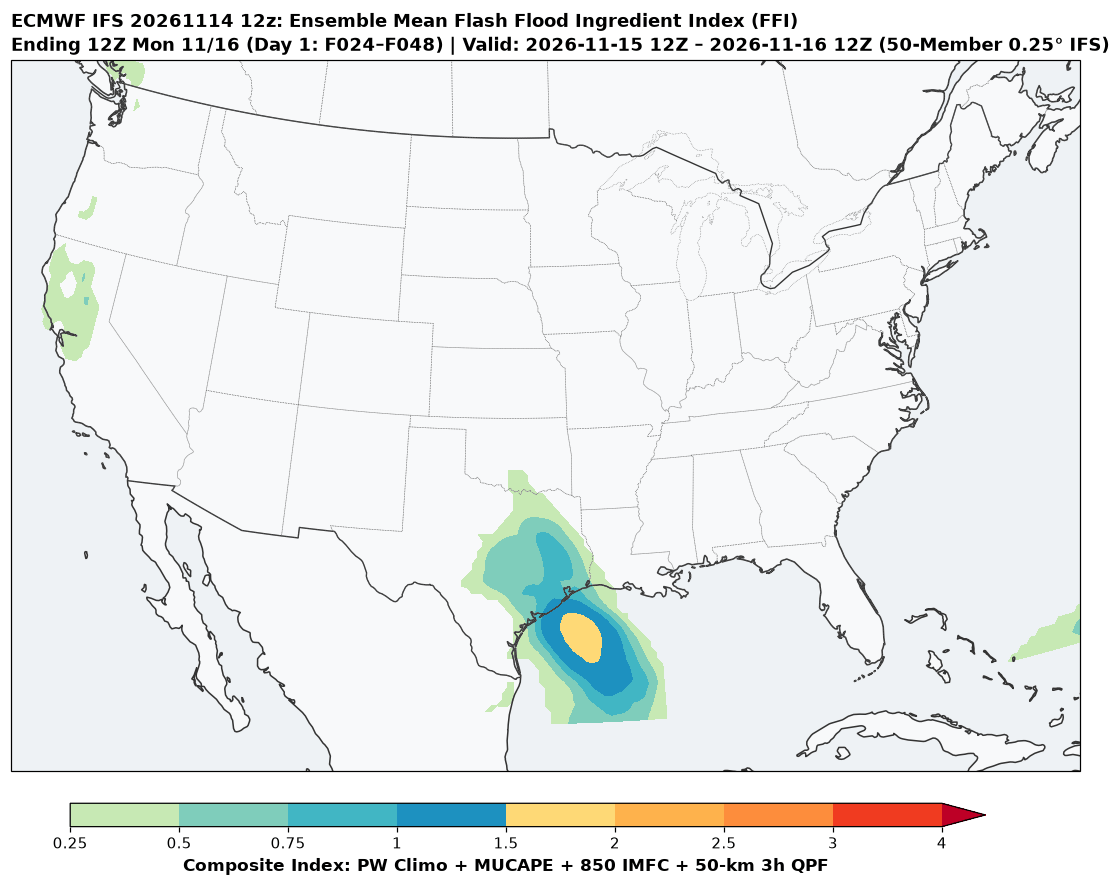 ECMWF IFS 20261114 12z: Ensemble Mean Flash Flood Ingredient Index (FFI)
Ending 12Z Mon 11/16 (Day 1: F024–F048) | Valid: 2026-11-15 12Z – 2026-11-16 12Z (50-Member 0.25° IFS)
0.25 0.5 0.75 1 1.5 2 2.5 3 4
Composite Index: PW Climo + MUCAPE + 850 IMFC + 50-km 3h QPF